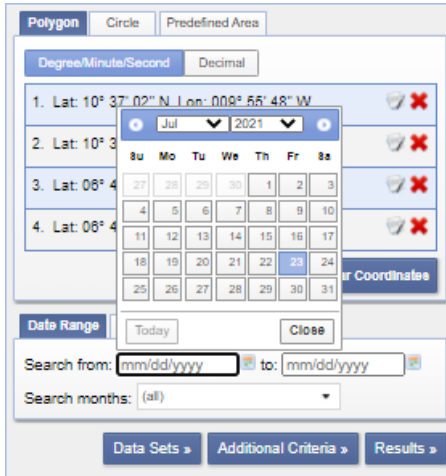 Polygon Circle Predefined Area
Degree/Minute/Second Decimal
1. Lat: 10° 37' 02" N Lon: 009° 55' 48" W
2. Lat: 10° 3
3. Lat: 06° 4
4. Lat: 06° 4
Jul 2021
Su Mo Tu We Th Fr Sa
27 28 29 30 1 2 3
4 5 6 7 8 9 10
11 12 13 14 15 16 17
18 19 20 21 22 23 24
25 26 27 28 29 30 31
Today Close
r Coordinates
Date Range
Search from: mm/dd/yyyy to: mm/dd/yyyy
Search months: (all)
Data Sets » Additional Criteria » Results »